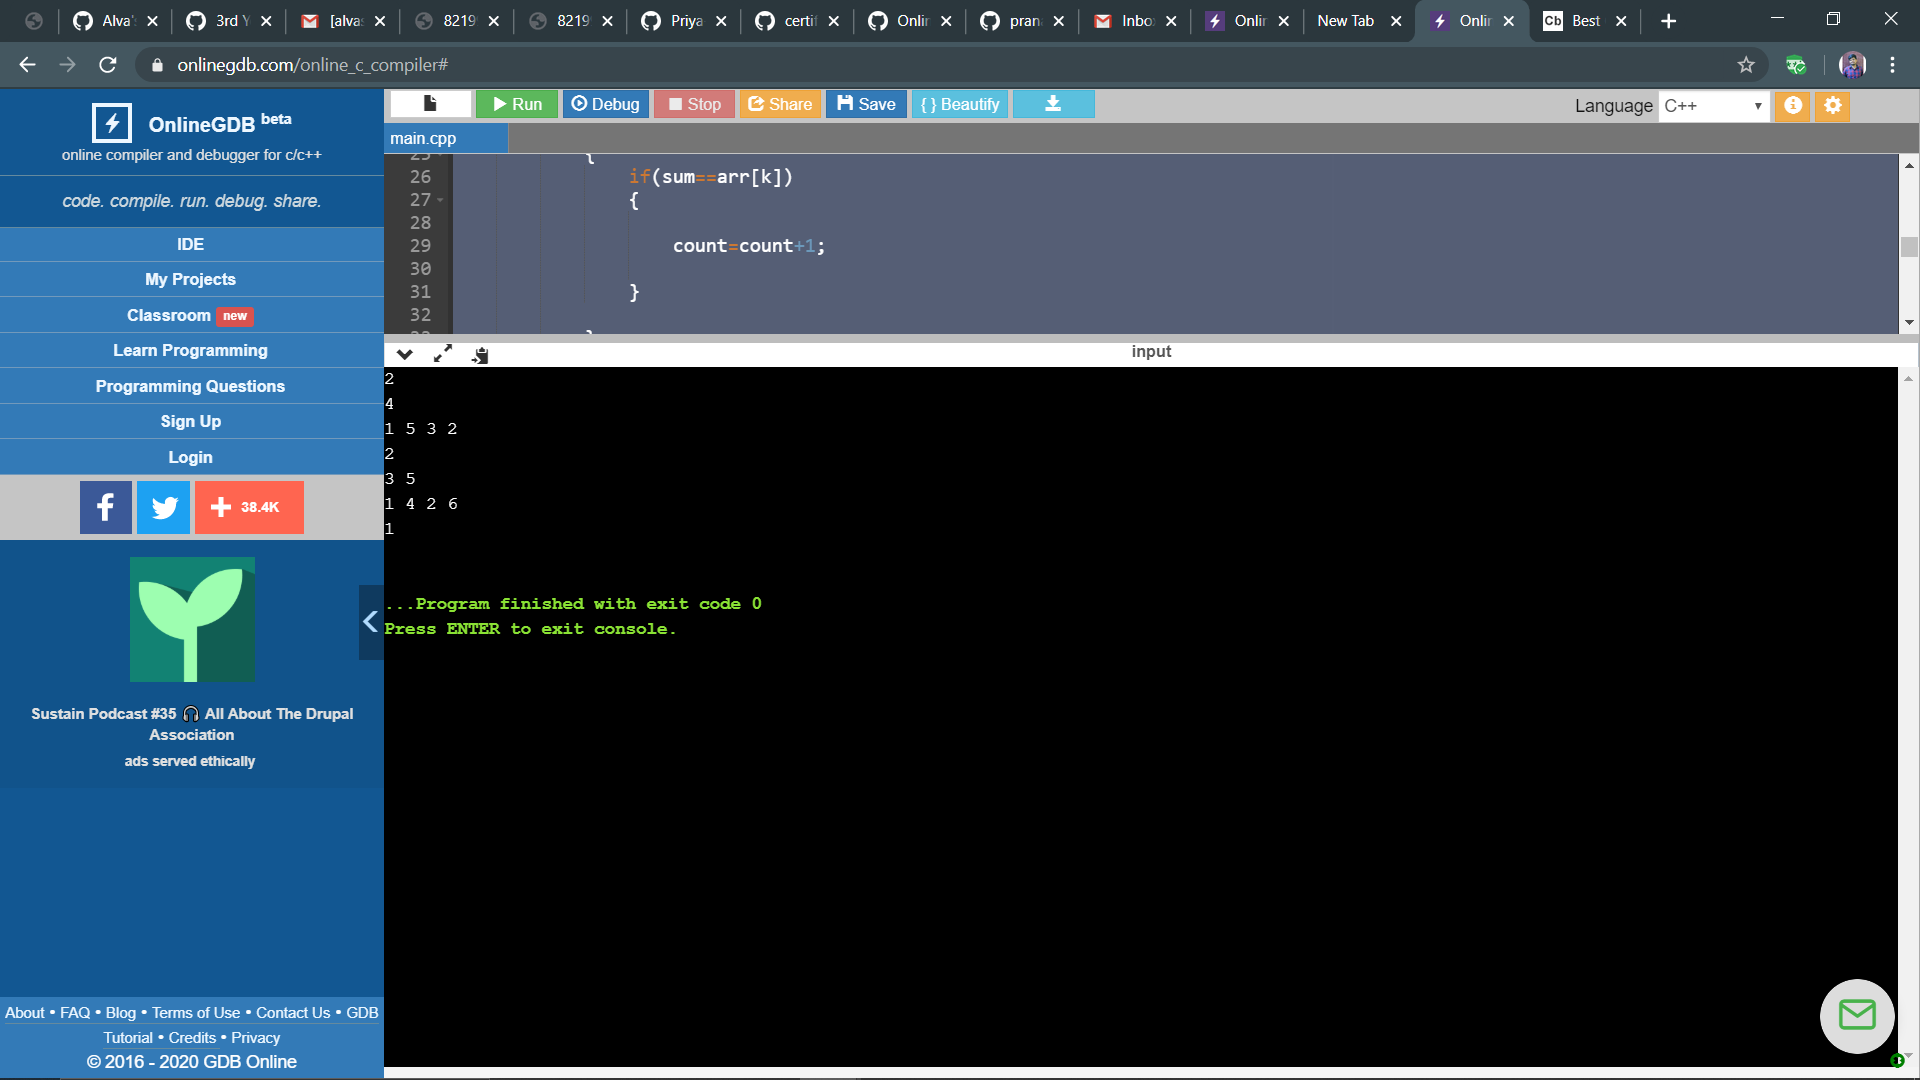 Alva'
3rd Y
[alva
8219
8219
Priya
certif
Onlin
pran
Inbo
Onlin
New Tab
Onlin
Cb Best
onlinegdb.com/online_c_compiler#
OnlineGDB beta
online compiler and debugger for c/c++
code. compile. run. debug. share.
IDE
My Projects
Classroom new
Learn Programming
Programming Questions
Sign Up
Login
38.4K
Sustain Podcast #35 🎧 All About The Drupal
Association
ads served ethically
About • FAQ • Blog • Terms of Use • Contact Us • GDB
Tutorial • Credits • Privacy
© 2016 - 2020 GDB Online
Run Debug Stop Share Save { } Beautify
Language C++
main.cpp
25 {
26 if(sum==arr[k])
27 {
28
29 count=count+1;
30
31 }
32
input
2
4
1 5 3 2
2
3 5
1 4 2 6
1
...Program finished with exit code 0
Press ENTER to exit console.